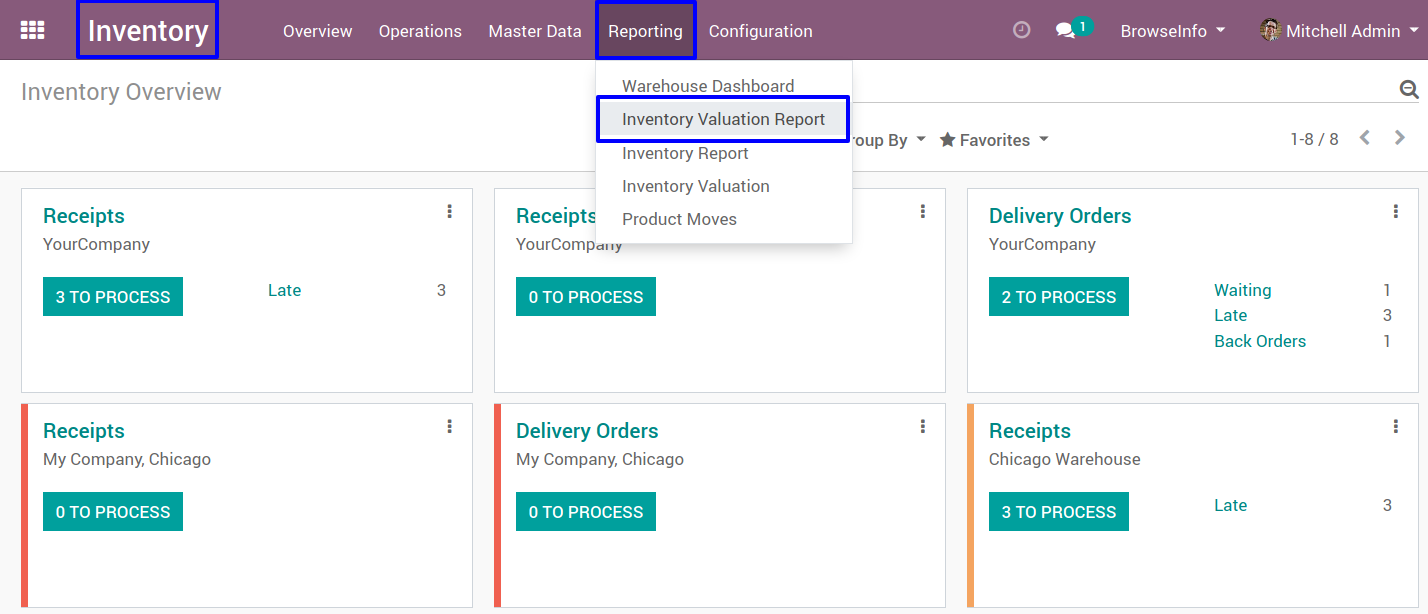 Inventory Overview Operations Master Data Reporting Configuration 1 BrowseInfo Mitchell Admin
Inventory Overview
Warehouse Dashboard
Inventory Valuation Report
Inventory Report
Inventory Valuation
Product Moves
roup By Favorites 1-8 / 8
Receipts
YourCompany
3 TO PROCESS Late 3
Receipts
YourCompany
0 TO PROCESS
Delivery Orders
YourCompany
2 TO PROCESS Waiting 1
Late 3
Back Orders 1
Receipts
My Company, Chicago
0 TO PROCESS
Delivery Orders
My Company, Chicago
0 TO PROCESS
Receipts
Chicago Warehouse
3 TO PROCESS Late 3